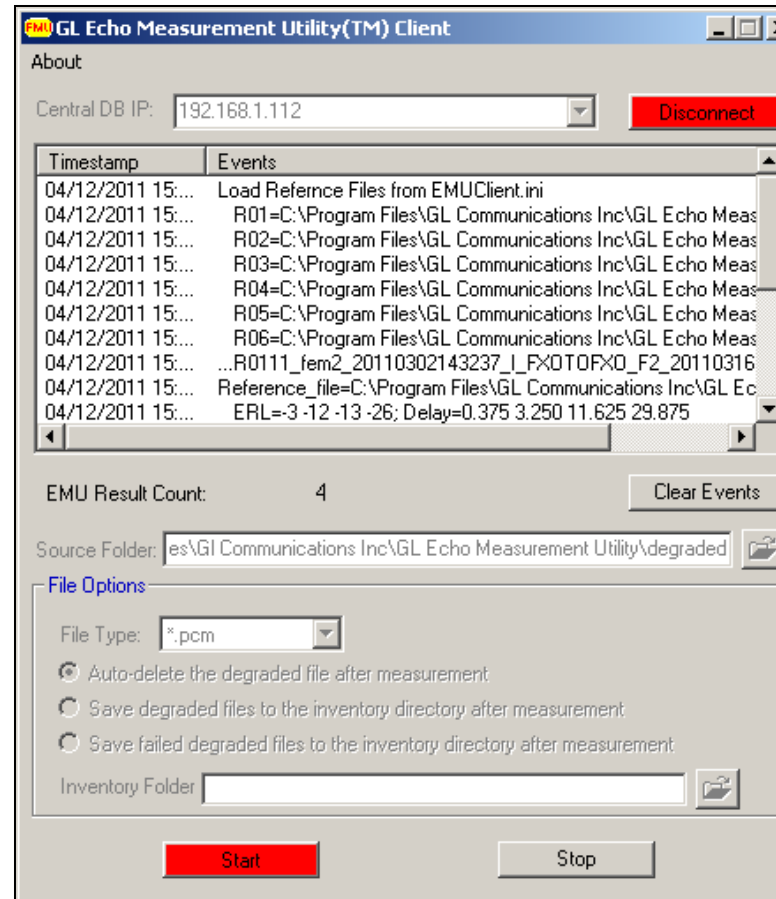 EMU GL Echo Measurement Utility(TM) Client
About
Central DB IP: 192.168.1.112 Disconnect
Timestamp Events
04/12/2011 15:... Load Refernce Files from EMUClient.ini
04/12/2011 15:... R01=C:\Program Files\GL Communications Inc\GL Echo Meas
04/12/2011 15:... R02=C:\Program Files\GL Communications Inc\GL Echo Meas
04/12/2011 15:... R03=C:\Program Files\GL Communications Inc\GL Echo Meas
04/12/2011 15:... R04=C:\Program Files\GL Communications Inc\GL Echo Meas
04/12/2011 15:... R05=C:\Program Files\GL Communications Inc\GL Echo Meas
04/12/2011 15:... R06=C:\Program Files\GL Communications Inc\GL Echo Meas
04/12/2011 15:... ...R0111_fem2_20110302143237_I_FXOTOFXO_F2_20110316
04/12/2011 15:... Reference_file=C:\Program Files\GL Communications Inc\GL Ec
04/12/2011 15:... ERL=-3 -12 -13 -26; Delay=0.375 3.250 11.625 29.875
EMU Result Count: 4 Clear Events
Source Folder: es\Gl Communications Inc\GL Echo Measurement Utility\degraded
File Options
File Type: *.pcm
Auto-delete the degraded file after measurement
Save degraded files to the inventory directory after measurement
Save failed degraded files to the inventory directory after measurement
Inventory Folder
Start Stop